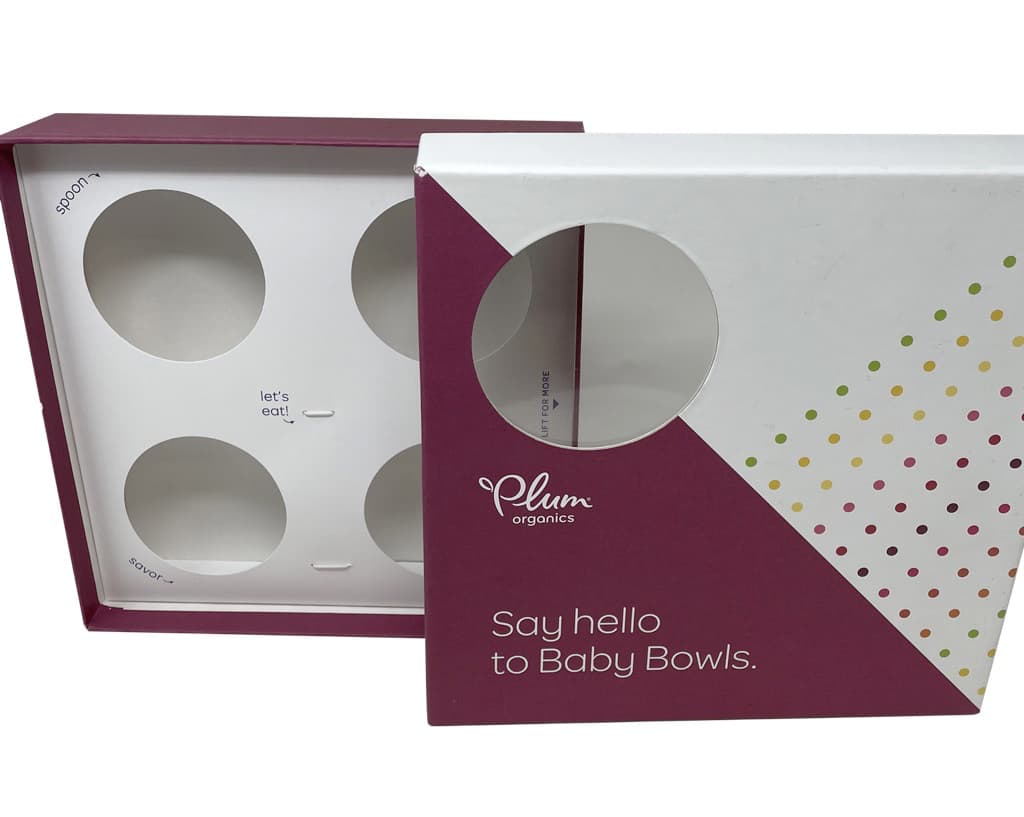 spoon
let's
eat!
savor
LIFT FOR MORE
Plum
organics
Say hello
to Baby Bowls.